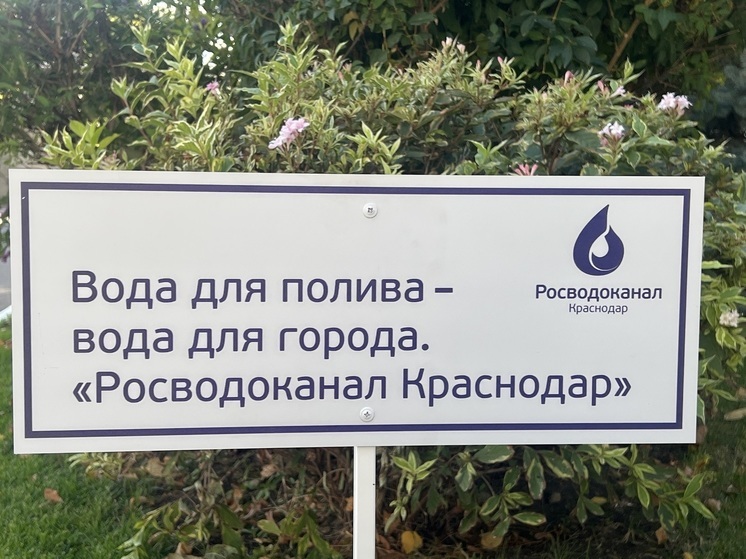 Росводоканал
Краснодар
Вода для полива –
вода для города.
«Росводоканал Краснодар»